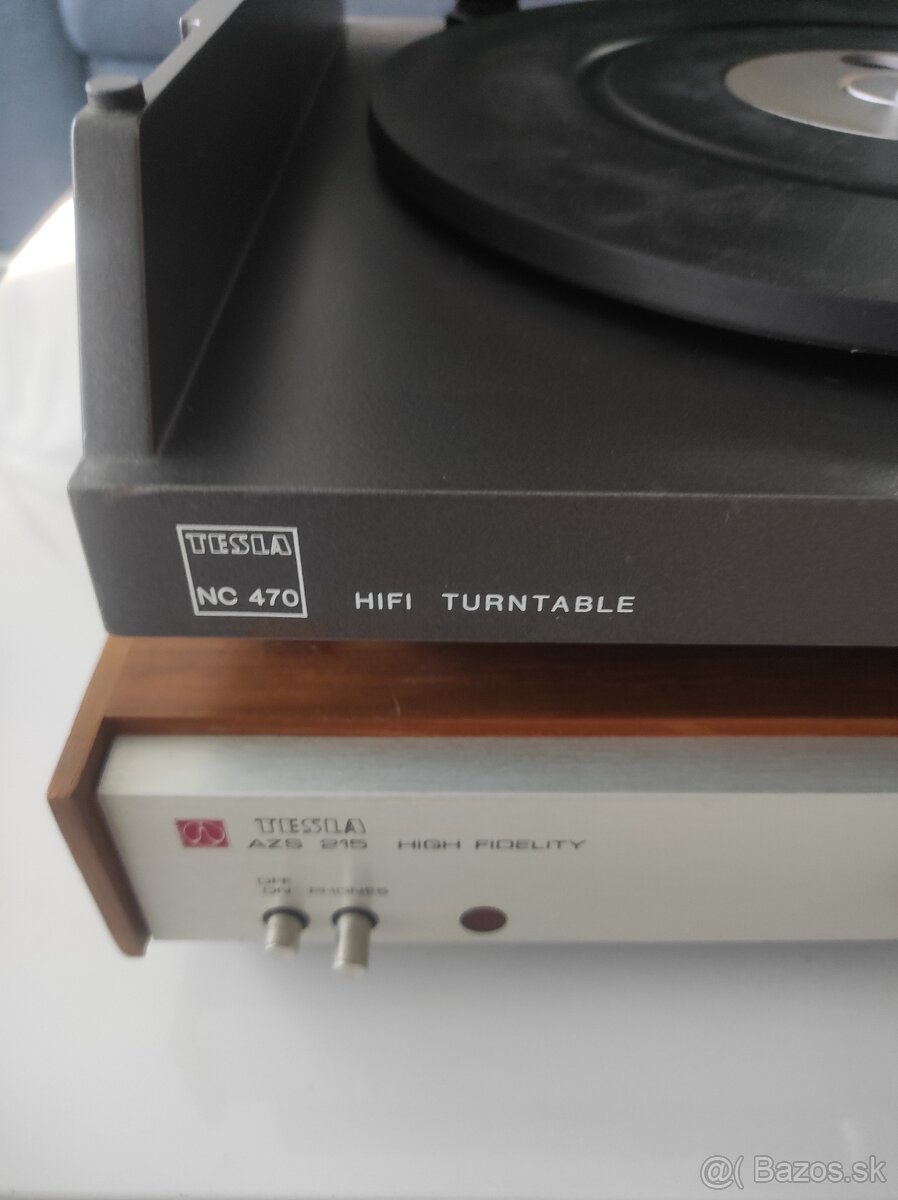 TESLA
NC 470 HIFI TURNTABLE
TESLA
AZS 215 HIGH FIDELITY
OFF
ON PHONES
@( Bazos.sk